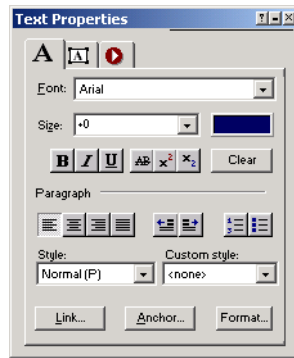 Text Properties
A A
Font: Arial
Size: +0
B I U AB x² x₂ Clear
Paragraph
Style: Custom style:
Normal (P) <none>
Link... Anchor... Format...